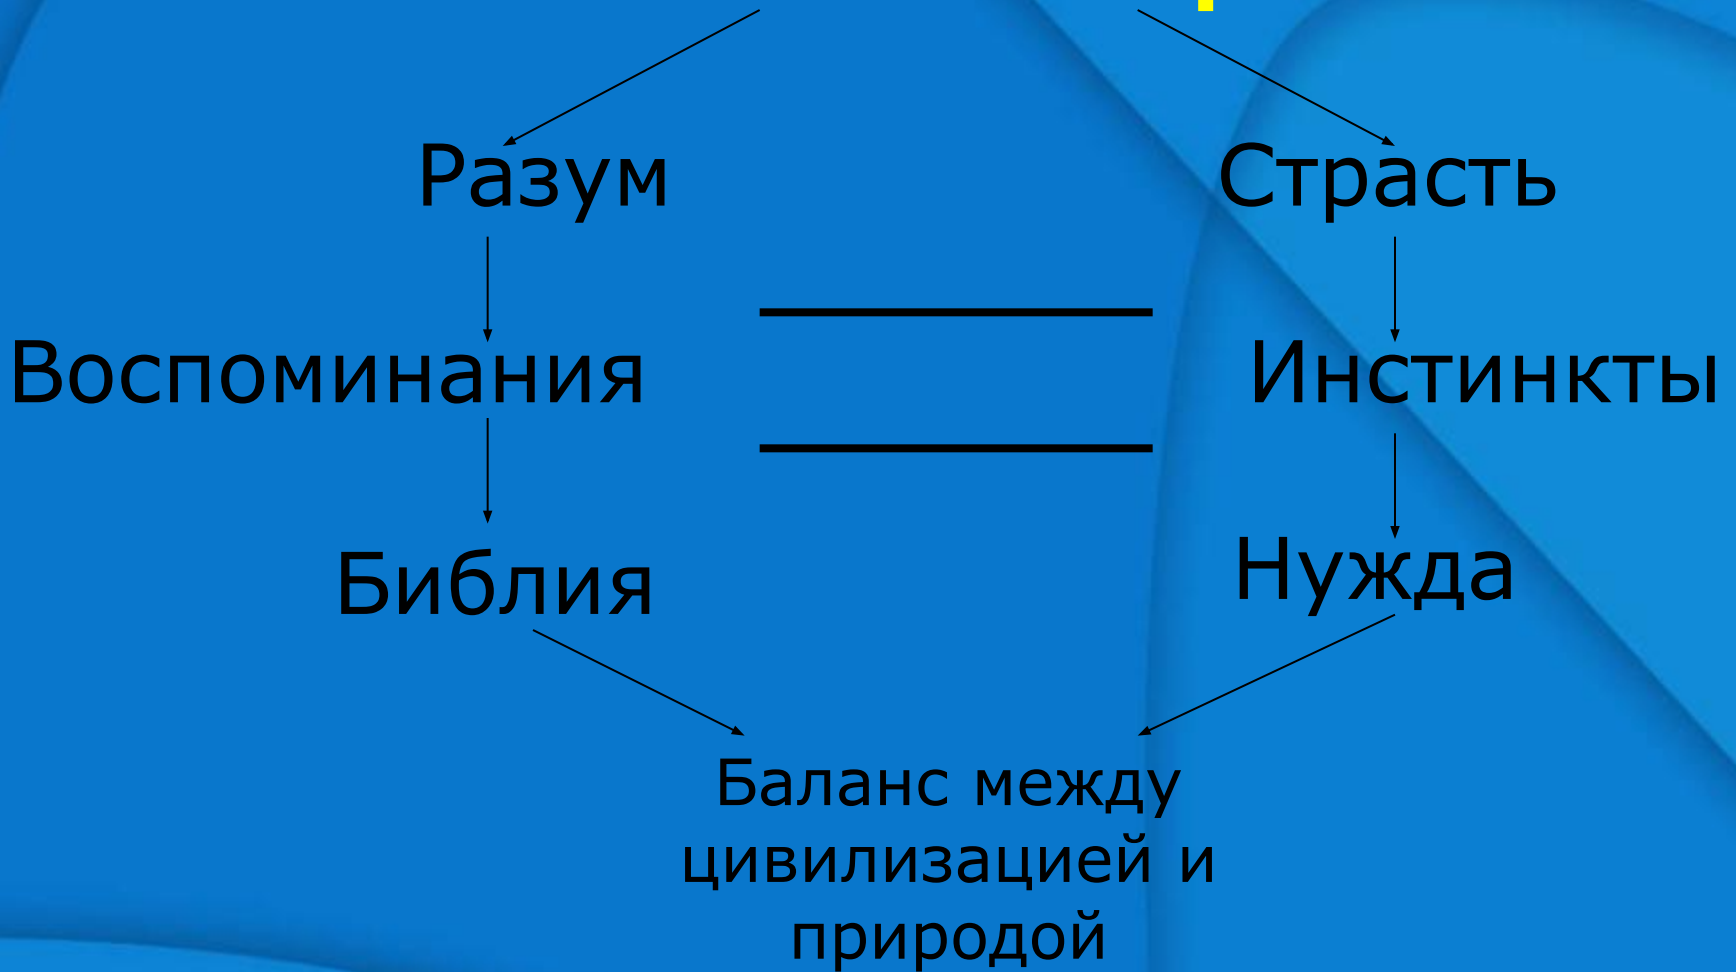 Разум Страсть
Воспоминания Инстинкты
Библия Нужда
Баланс между
цивилизацией и
природой